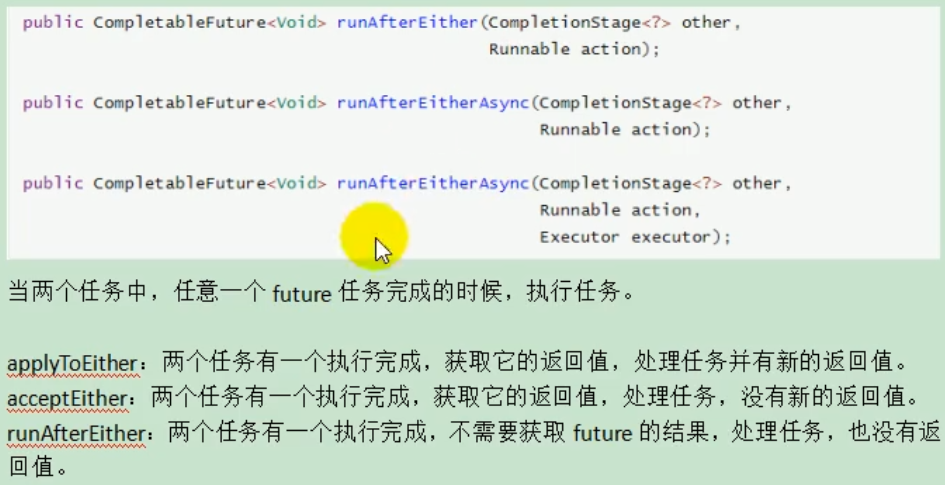 public CompletableFuture<Void> runAfterEither(CompletionStage<?> other,
Runnable action);
public CompletableFuture<Void> runAfterEitherAsync(CompletionStage<?> other,
Runnable action);
public CompletableFuture<Void> runAfterEitherAsync(CompletionStage<?> other,
Runnable action,
Executor executor);
当两个任务中，任意一个 future 任务完成的时候，执行任务。
applyToEither：两个任务有一个执行完成，获取它的返回值，处理任务并有新的返回值。
acceptEither：两个任务有一个执行完成，获取它的返回值，处理任务，没有新的返回值。
runAfterEither：两个任务有一个执行完成，不需要获取 future 的结果，处理任务，也没有返
回值。